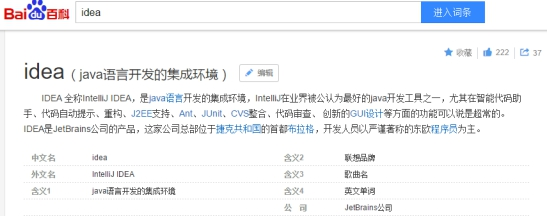 Bai du 百科 idea 进入词条
收藏 222 37
idea（java语言开发的集成环境） 编辑
IDEA 全称IntelliJ IDEA，是java语言开发的集成环境，IntelliJ在业界被公认为最好的java开发工具之一，尤其在智能代码助
手、代码自动提示、重构、J2EE支持、Ant、JUnit、CVS整合、代码审查、 创新的GUI设计等方面的功能可以说是超常的。
IDEA是JetBrains公司的产品，这家公司总部位于捷克共和国的首都布拉格，开发人员以严谨著称的东欧程序员为主。
中文名 idea 含义2 联想品牌
外文名 IntelliJ IDEA 含义3 歌曲名
含义1 java语言开发的集成环境 含义4 英文单词
公 司 JetBrains公司